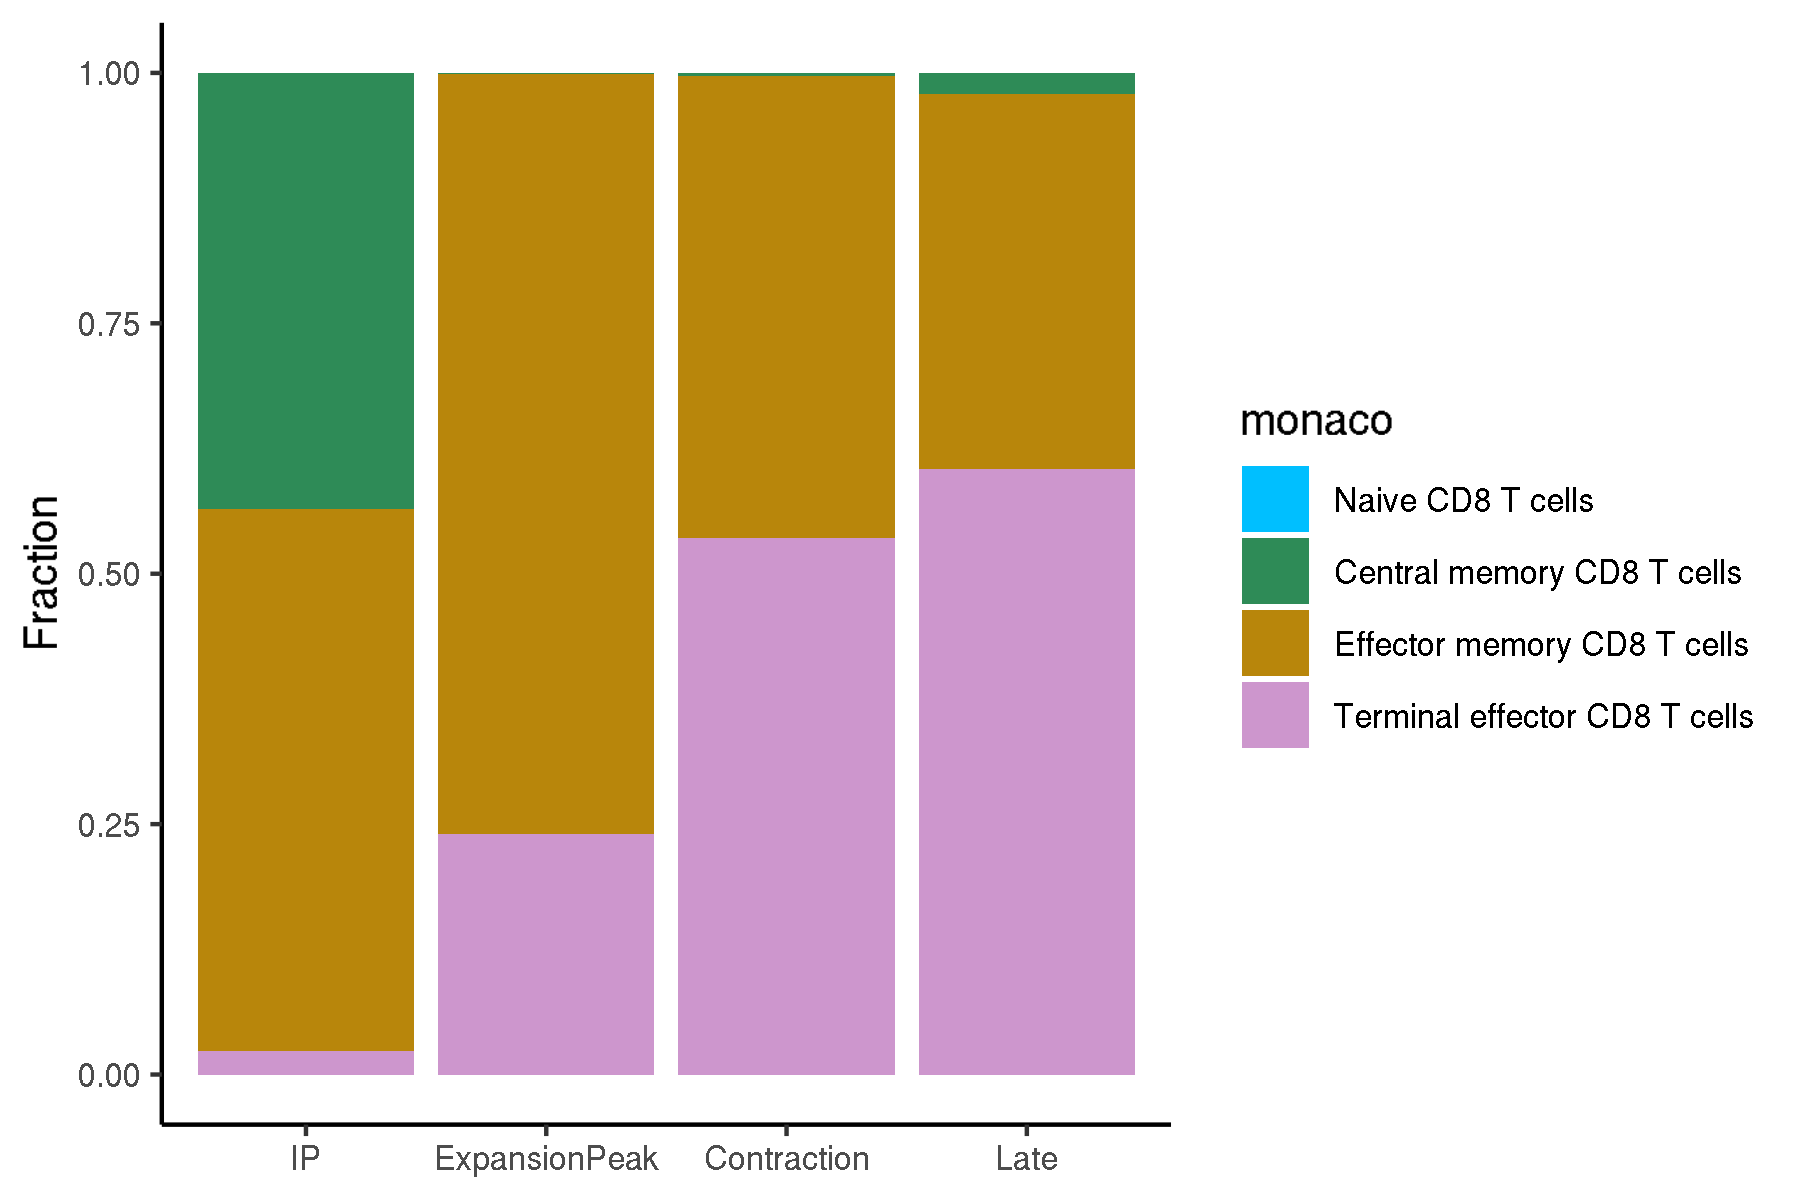 Fraction
1.00
0.75
0.50
0.25
0.00
IP
ExpansionPeak
Contraction
Late
monaco
Naive CD8 T cells
Central memory CD8 T cells
Effector memory CD8 T cells
Terminal effector CD8 T cells